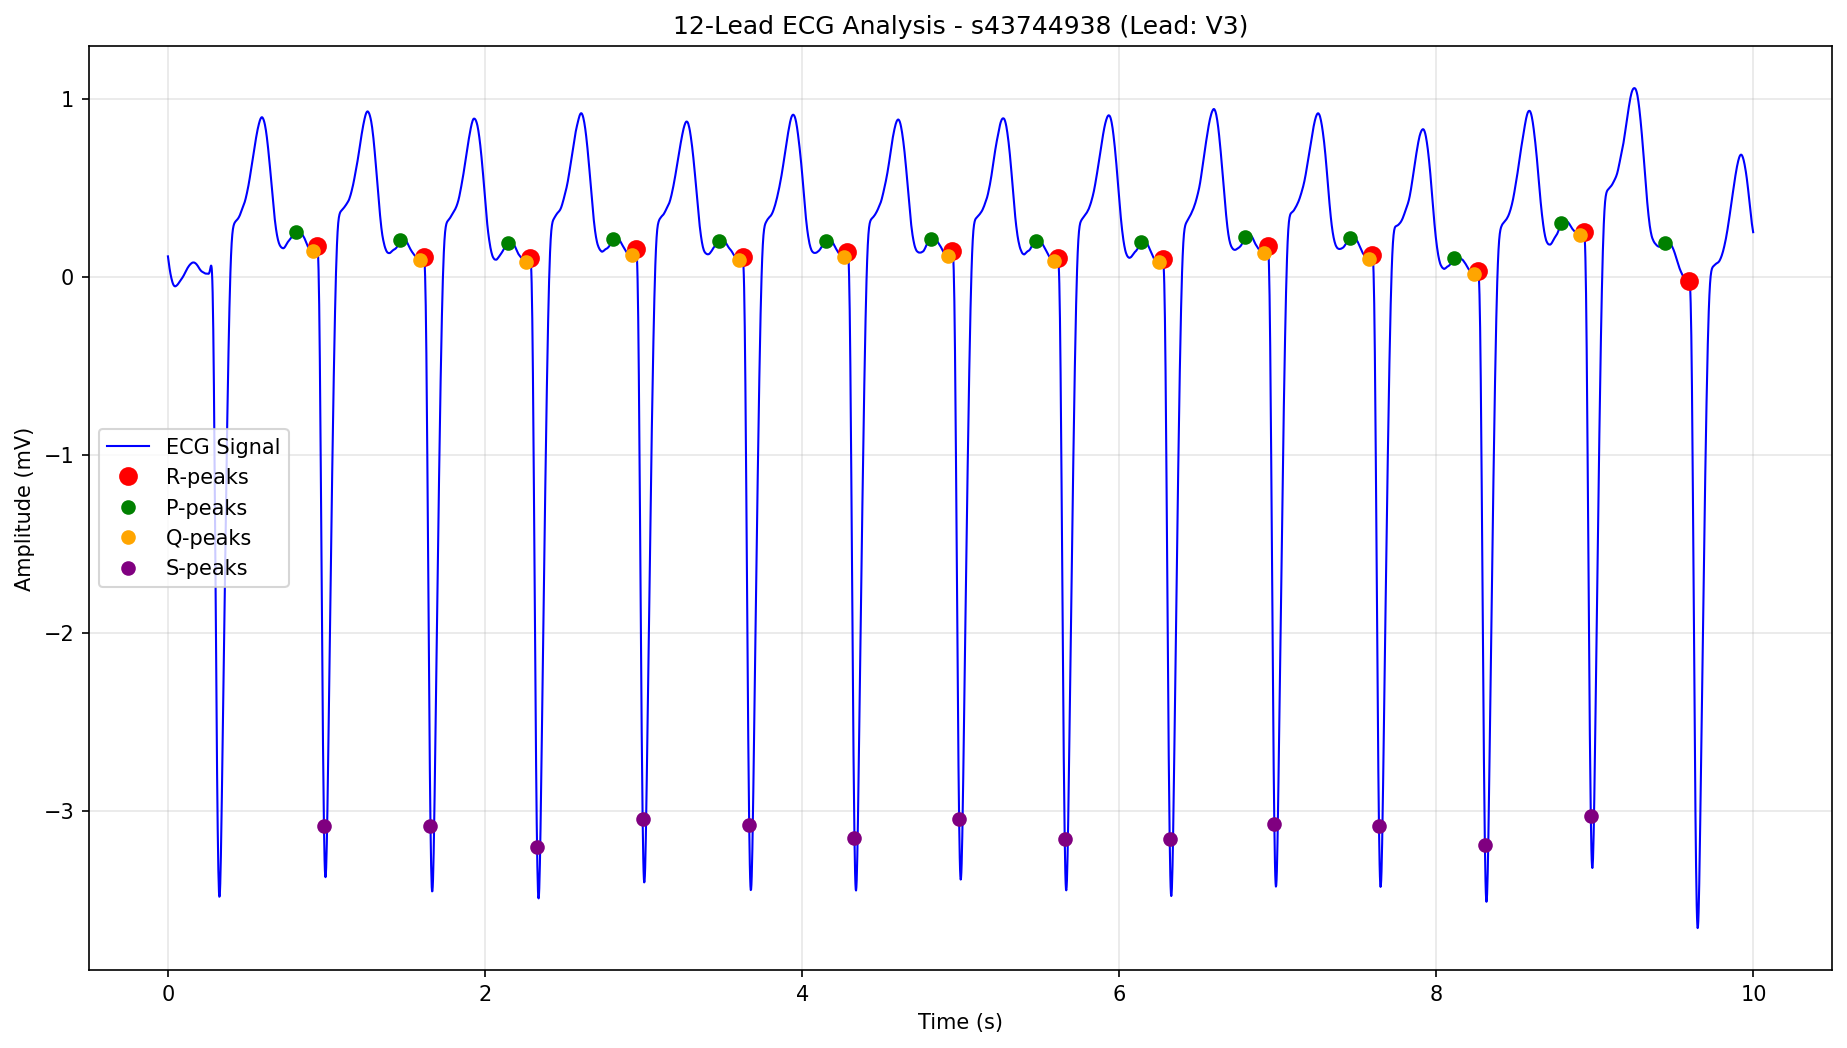 12-Lead ECG Analysis - s43744938 (Lead: V3)
Amplitude (mV)
1
0
−1
−2
−3
ECG Signal
R-peaks
P-peaks
Q-peaks
S-peaks
0 2 4 6 8 10
Time (s)